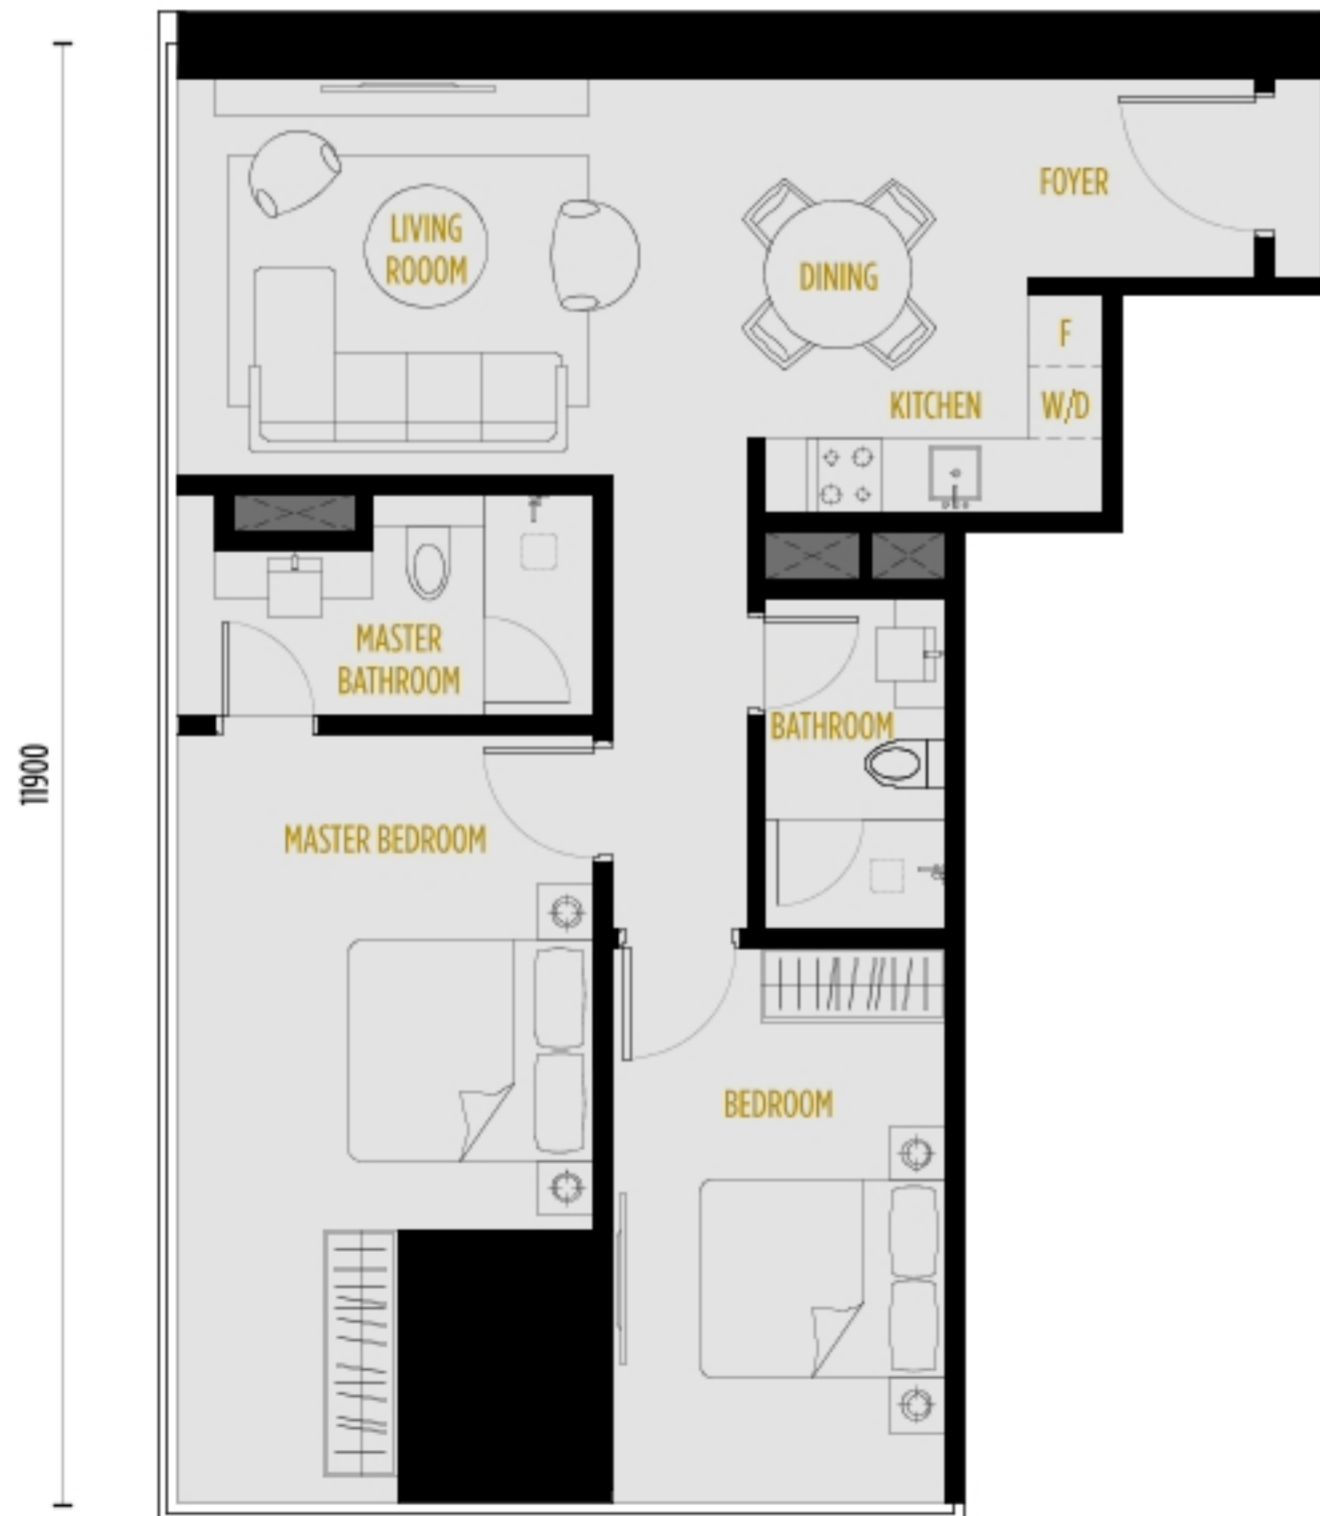 FOYER
LIVING
ROOOM
DINING
F
KITCHEN
W/D
MASTER
BATHROOM
BATHROOM
11900
MASTER BEDROOM
BEDROOM